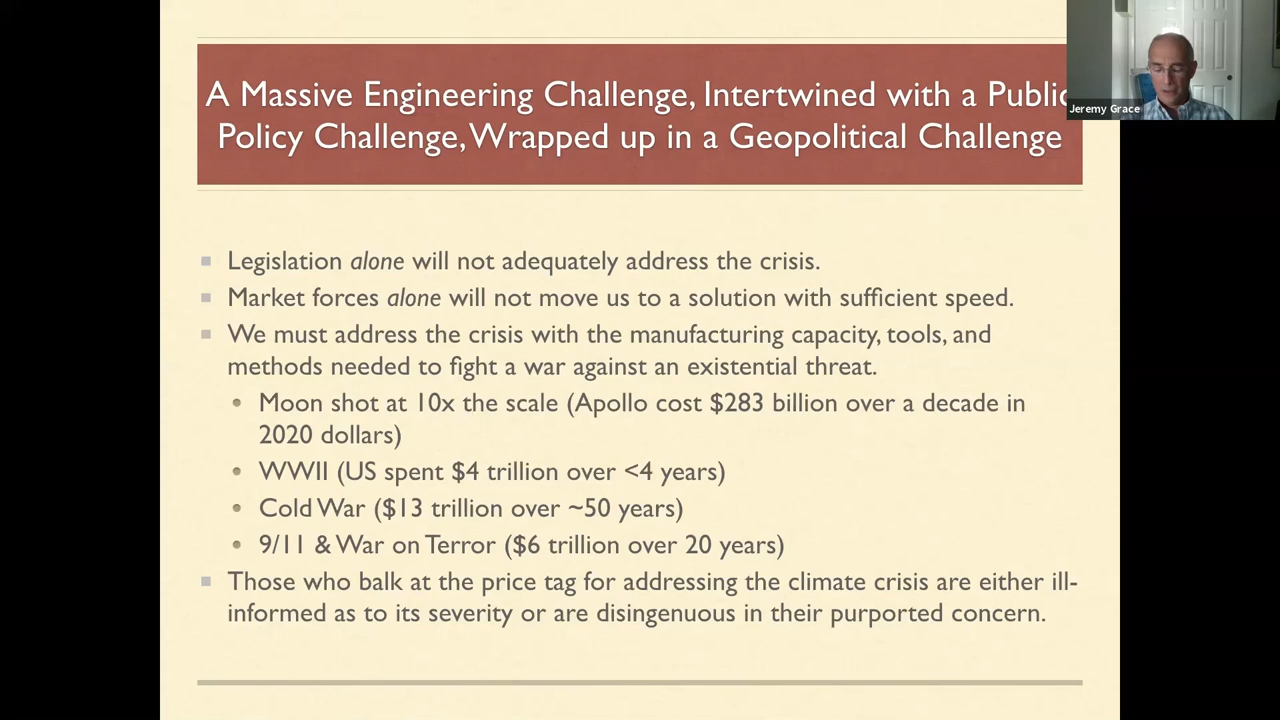 A Massive Engineering Challenge, Intertwined with a Public
Policy Challenge, Wrapped up in a Geopolitical Challenge
Jeremy Grace
Legislation alone will not adequately address the crisis.
Market forces alone will not move us to a solution with sufficient speed.
We must address the crisis with the manufacturing capacity, tools, and
methods needed to fight a war against an existential threat.
Moon shot at 10x the scale (Apollo cost $283 billion over a decade in
2020 dollars)
WWII (US spent $4 trillion over <4 years)
Cold War ($13 trillion over ~50 years)
9/11 & War on Terror ($6 trillion over 20 years)
Those who balk at the price tag for addressing the climate crisis are either ill-
informed as to its severity or are disingenuous in their purported concern.